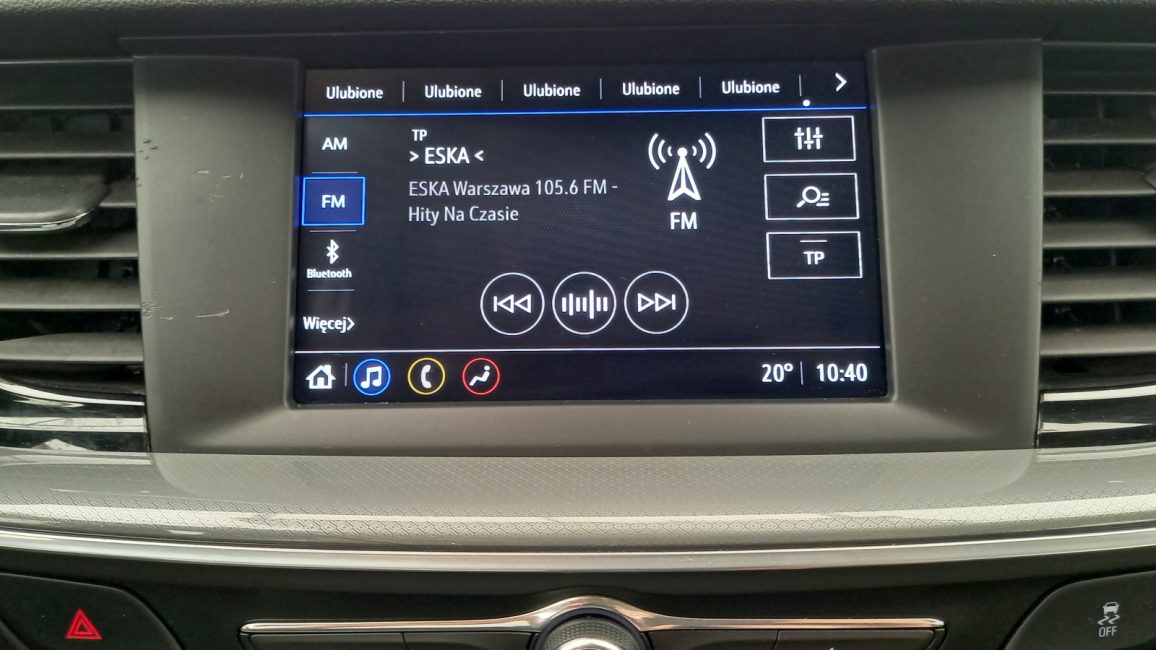 Ulubione Ulubione Ulubione Ulubione Ulubione
AM
TP
> ESKA <
FM
ESKA Warszawa 105.6 FM -
Hity Na Czasie
FM
TP
Bluetooth
Więcej>
20° 10:40
OFF